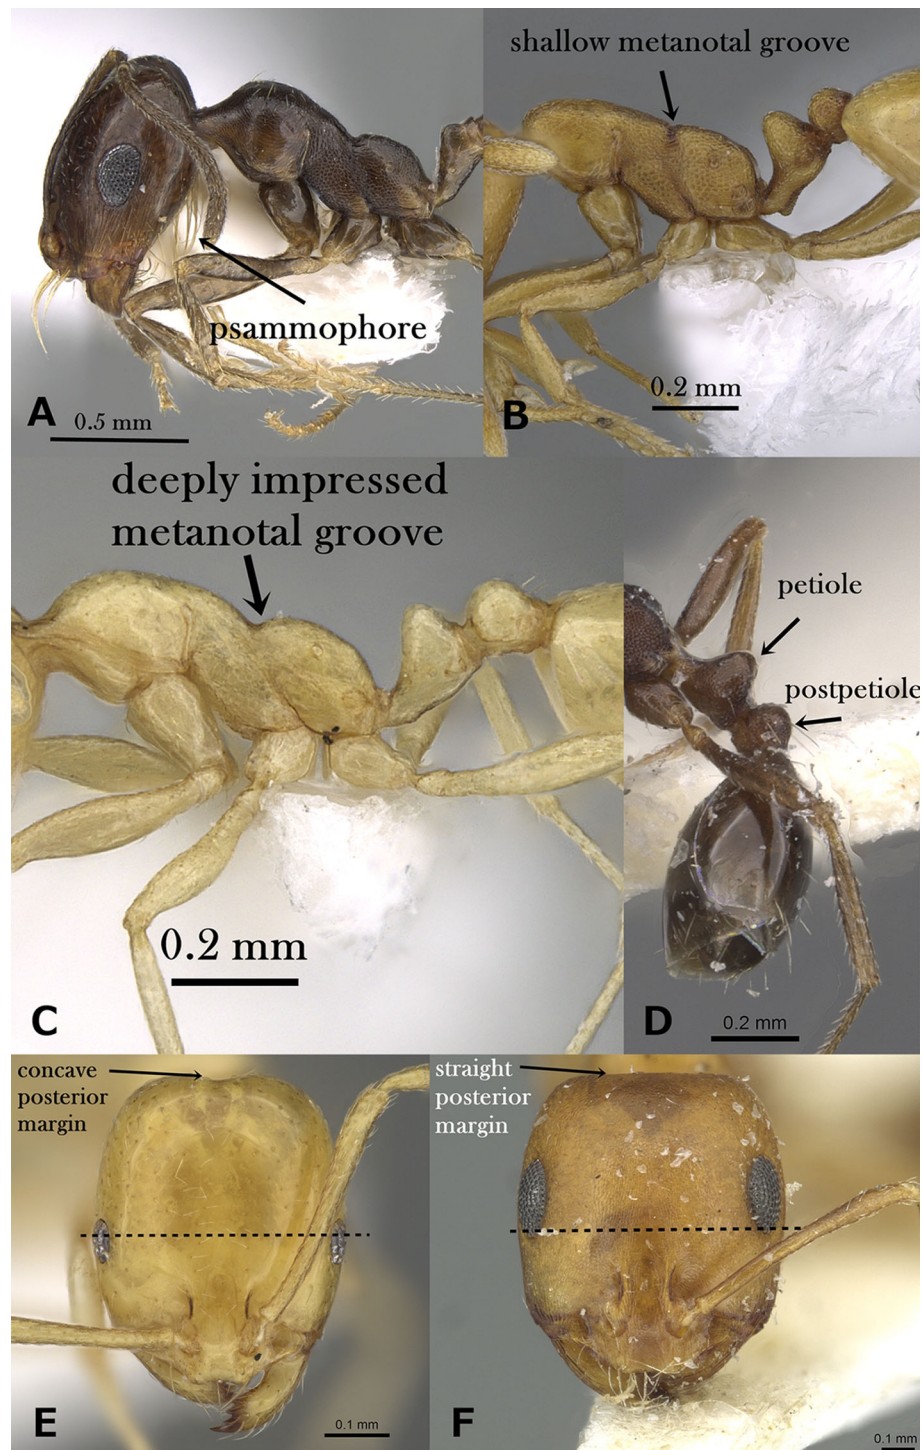 shallow metanotal groove
psammophore
A
0.5 mm
0.2 mm
B
deeply impressed
metanotal groove
petiole
postpetiole
0.2 mm
C
D
0.2 mm
concave
posterior
margin
straight
posterior
margin
E
0.1 mm
F
0.1 mm